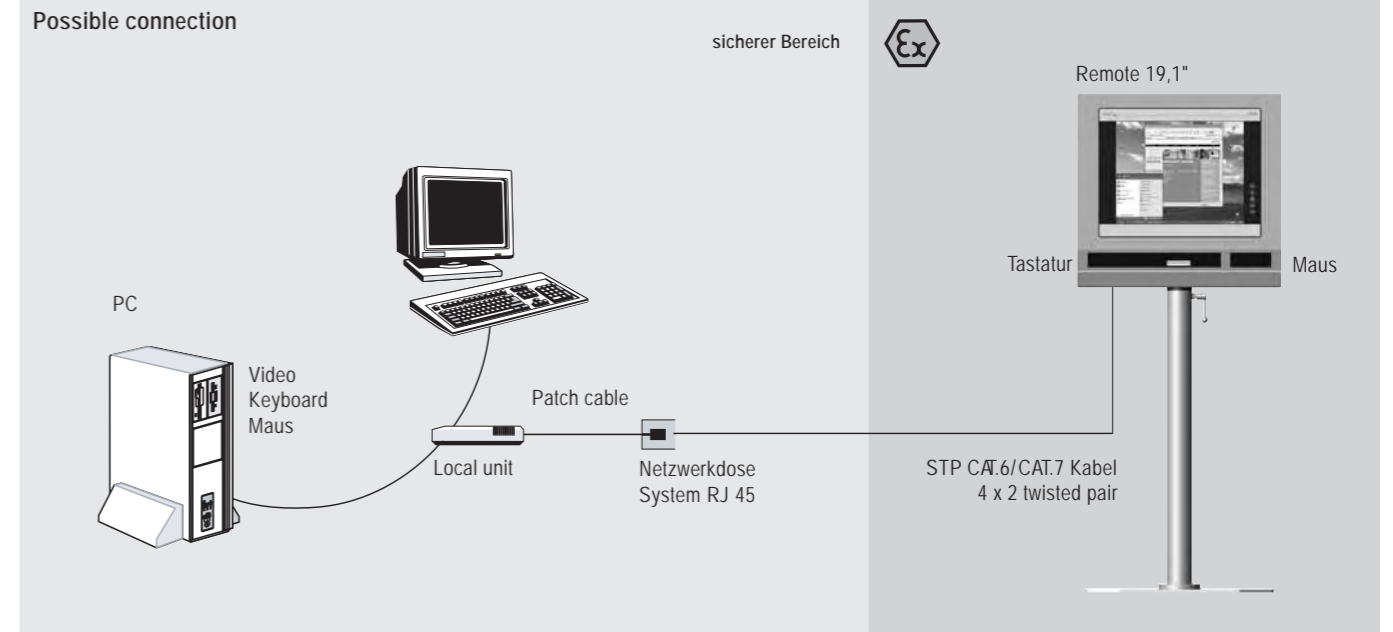 Possible connection
sicherer Bereich
Ex
Remote 19,1"
Tastatur
Maus
PC
Video
Keyboard
Maus
Patch cable
Local unit
Netzwerkdose
System RJ 45
STP CAT.6/CAT.7 Kabel
4 x 2 twisted pair